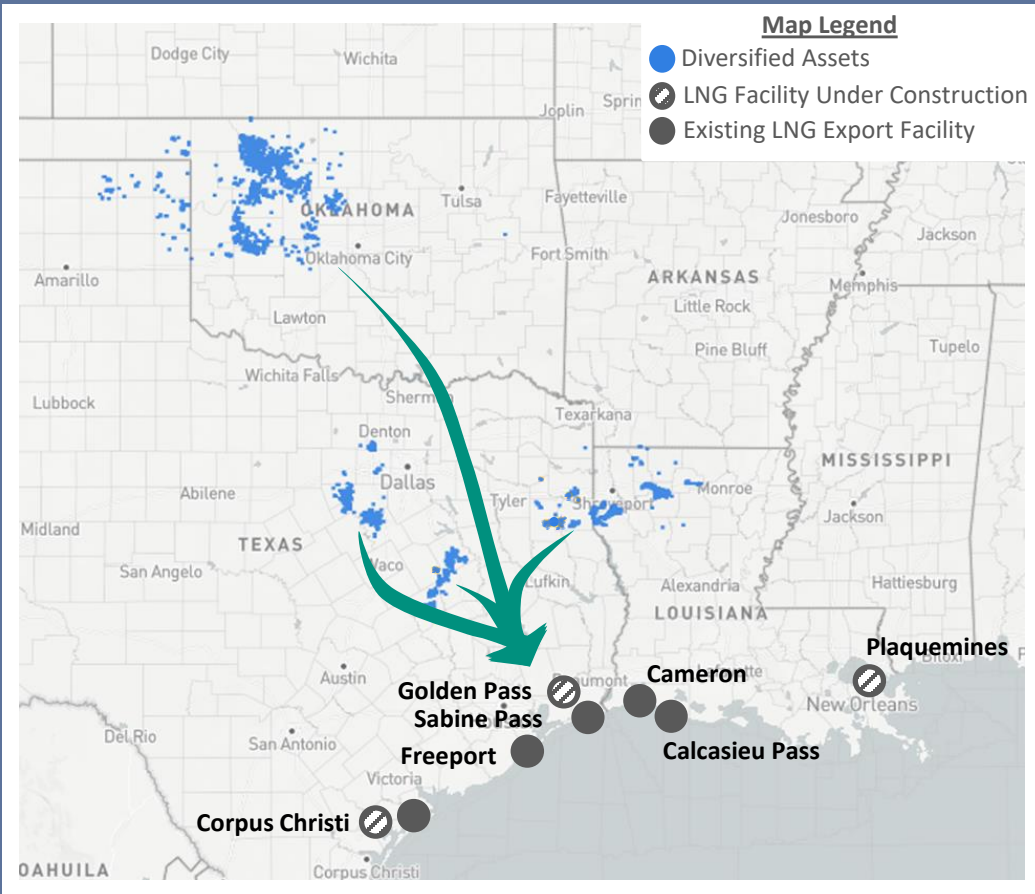 Map Legend
Diversified Assets
LNG Facility Under Construction
Existing LNG Export Facility
Dodge City
Wichita
Joplin
Sprin
OKLAHOMA
Tulsa
Fayetteville
Jonesboro
Jackson
Oklahoma City
Fort Smith
ARKANSAS
Memphis
Amarillo
Little Rock
Lawton
Pine Bluff
Tupelo
Wichita Falls
Sherm
Lubbock
Texarkana
Denton
Dallas
MISSISSIPPI
Abilene
Tyler
Shreveport
Monroe
Midland
Jackson
TEXAS
Waco
San Angelo
Lufkin
Alexandria
Hattiesburg
LOUISIANA
Plaquemines
Biloxi
Austin
Cameron
Golden Pass
Sabine Pass
New Orleans
Del Rio
San Antonio
Freeport
Calcasieu Pass
Victoria
Corpus Christi
Corpus Christi
OAHUILA